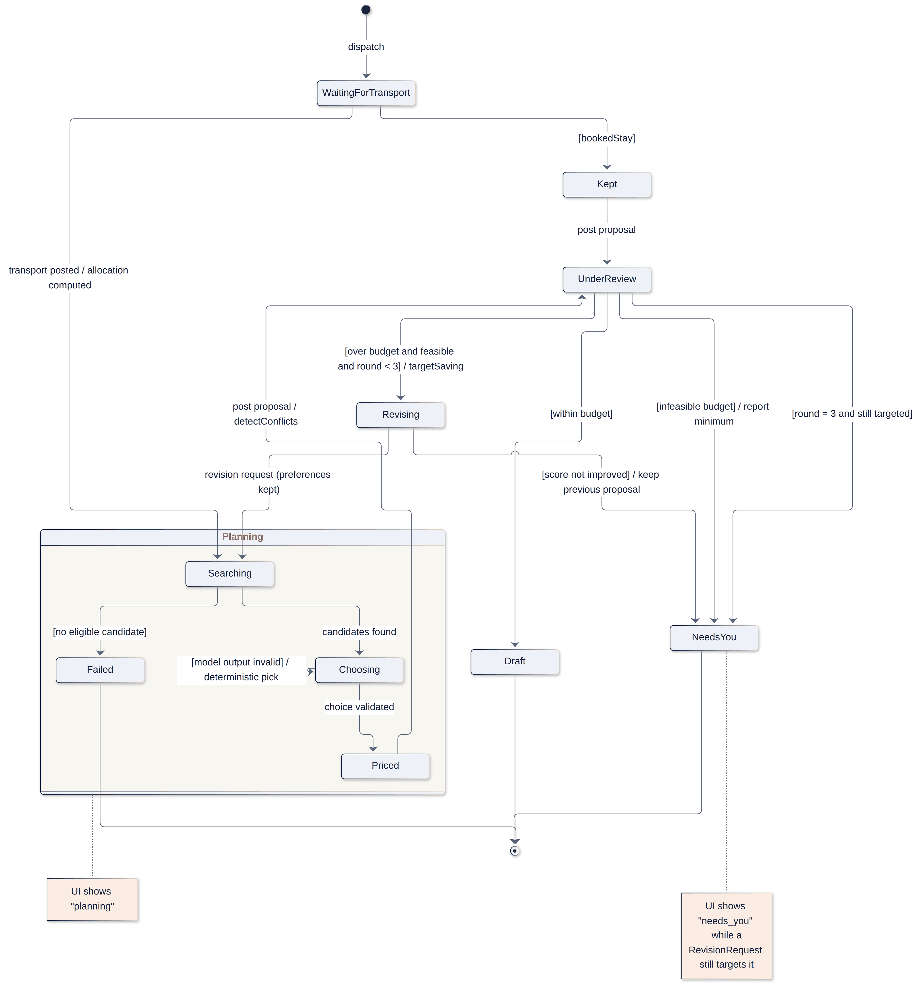 dispatch
WaitingForTransport
[bookedStay]
Kept
post proposal
transport posted / allocation
computed
UnderReview
[over budget and feasible
and round < 3] / targetSaving
post proposal /
detectConflicts
Revising
[within budget]
[infeasible budget] / report
minimum
[round = 3 and still targeted]
revision request (preferences
kept)
[score not improved] / keep
previous proposal
Planning
Searching
[no eligible candidate]
candidates found
NeedsYou
Failed
[model output invalid] /
deterministic pick
Choosing
Draft
choice validated
Priced
UI shows
"planning"
UI shows
"needs_you"
while a
RevisionRequest
still targets it